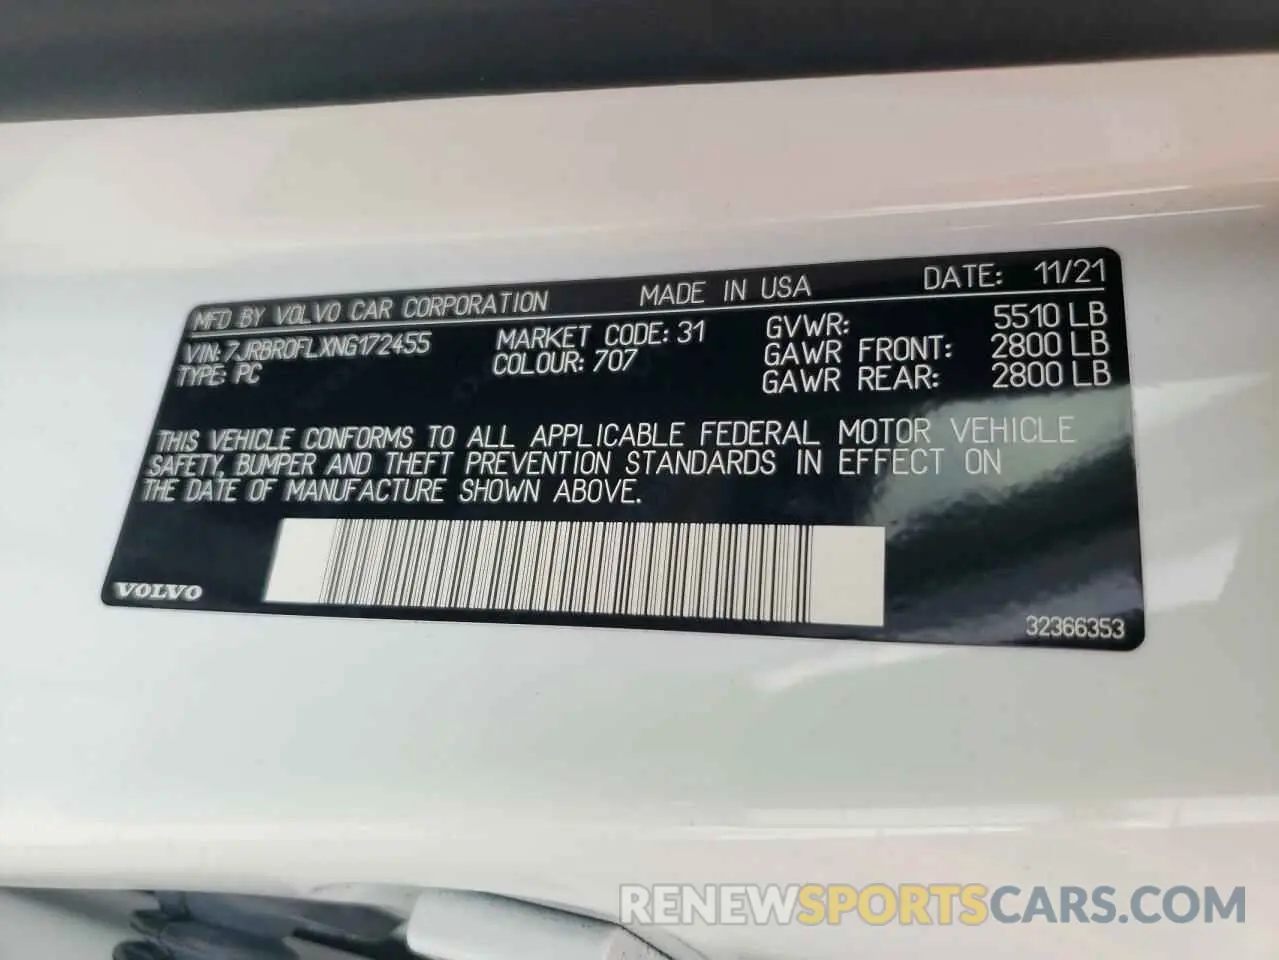 MFD BY VOLVO CAR CORPORATION MADE IN USA DATE: 11/21
VIN: 7JRBR0FLXNG172455 MARKET CODE: 31 GVWR: 5510 LB
TYPE: PC COLOUR: 707 GAWR FRONT: 2800 LB
GAWR REAR: 2800 LB
THIS VEHICLE CONFORMS TO ALL APPLICABLE FEDERAL MOTOR VEHICLE
SAFETY, BUMPER AND THEFT PREVENTION STANDARDS IN EFFECT ON
THE DATE OF MANUFACTURE SHOWN ABOVE.
VOLVO
32366353
RENEWSPORTSCARS.COM